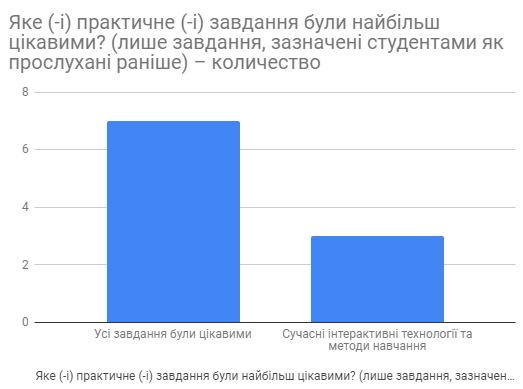 Яке (-і) практичне (-і) завдання були найбільш
цікавими? (лише завдання, зазначені студентами як
прослухані раніше) – количество
8
6
4
2
0
Усі завдання були цікавими
Сучасні інтерактивні технології та
методи навчання
Яке (-і) практичне (-і) завдання були найбільш цікавими? (лише завдання, зазначен...